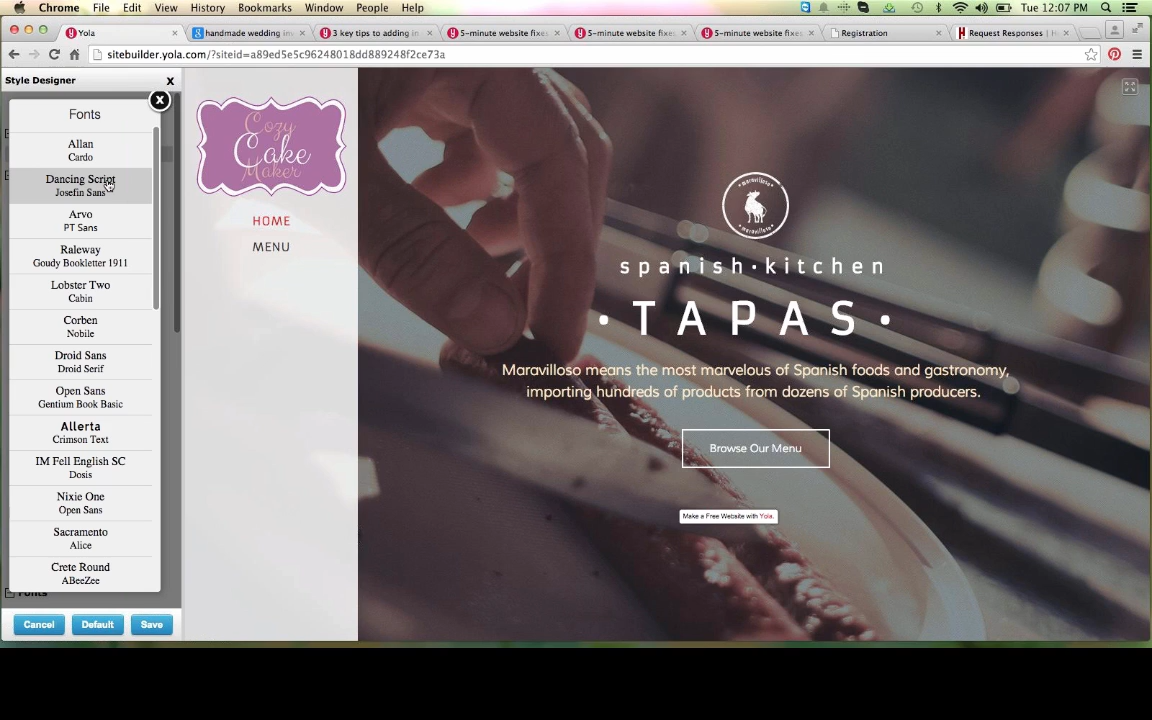 Chrome File Edit View History Bookmarks Window People Help
Tue 12:07 PM
Yola
handmade wedding in
3 key tips to adding in
5-minute website fixe
5-minute website fixe
5-minute website fixe
Registration
Request Responses | H
sitebuilder.yola.com/?siteid=a89ed5e5c96248018dd889248f2ce73a
Style Designer
x
X
Fonts
Allan
Cardo
Dancing Script
Josefin Sans
Arvo
PT Sans
Raleway
Goudy Bookletter 1911
Lobster Two
Cabin
Corben
Nobile
Droid Sans
Droid Serif
Open Sans
Gentium Book Basic
Allerta
Crimson Text
IM Fell English SC
Dosis
Nixie One
Open Sans
Sacramento
Alice
Crete Round
ABeeZee
Fonts
Cancel
Default
Save
Cozy
Cake
Maker
HOME
MENU
maravilloso
maravilloso
spanish·kitchen
·TAPAS·
Maravilloso means the most marvelous of Spanish foods and gastronomy,
importing hundreds of products from dozens of Spanish producers.
Browse Our Menu
Make a Free Website with Yola.